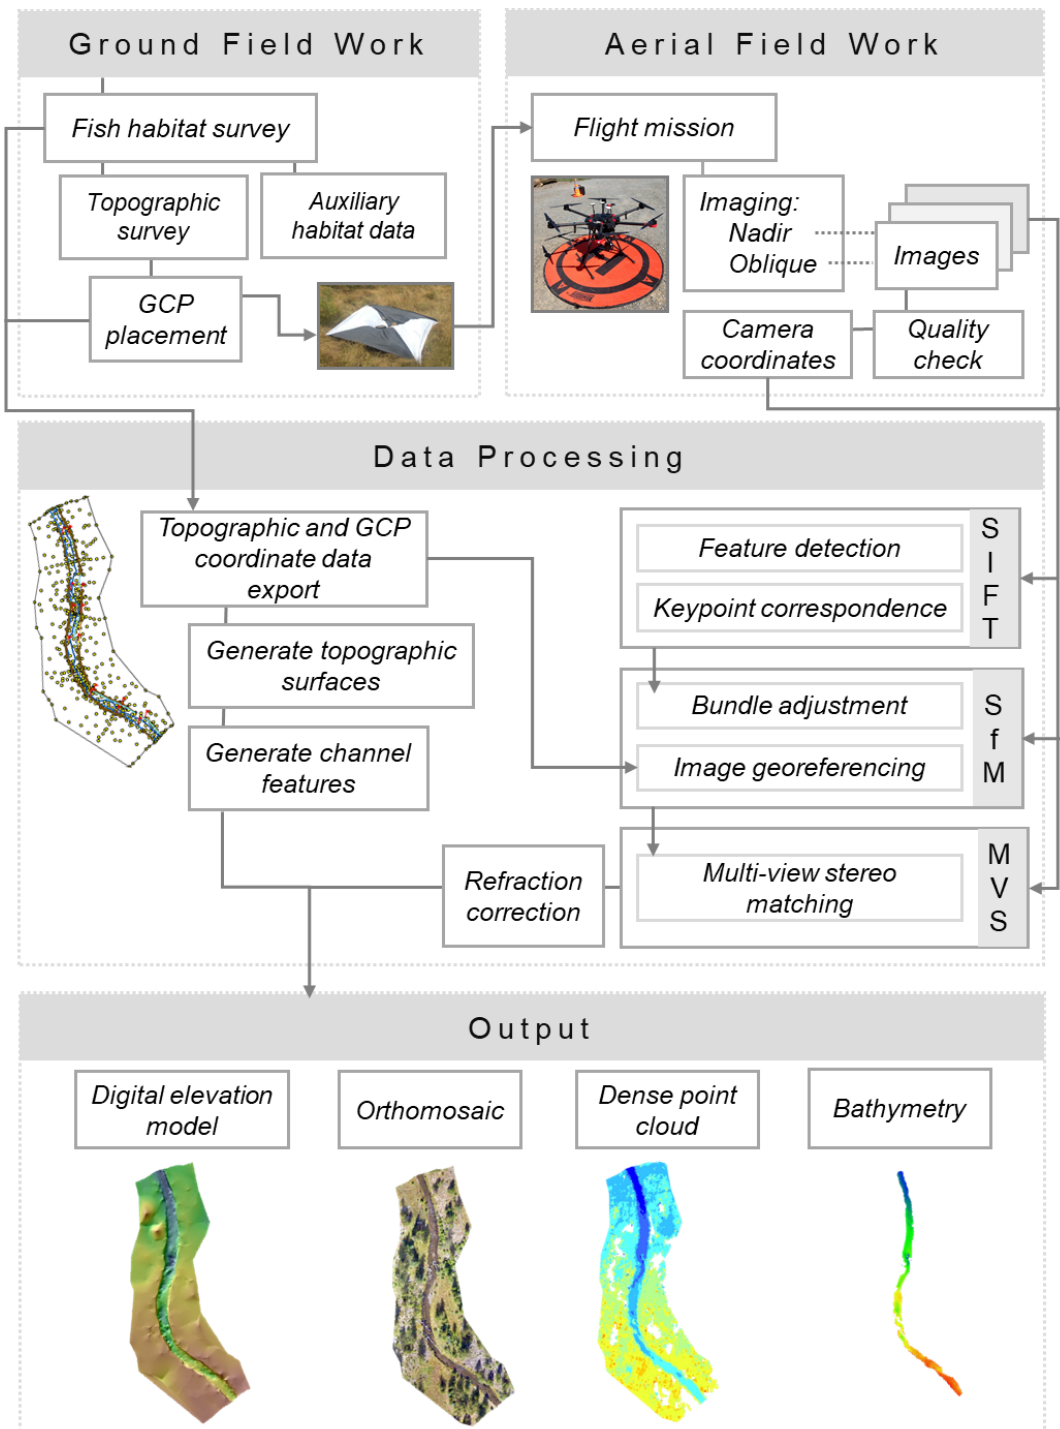 Ground Field Work
Fish habitat survey
Topographic
survey
Auxiliary
habitat data
GCP
placement
Aerial Field Work
Flight mission
Imaging:
Nadir
Oblique
Images
Camera
coordinates
Quality
check
Data Processing
Topographic and GCP
coordinate data
export
Generate topographic
surfaces
Generate channel
features
Feature detection
Keypoint correspondence
SIFT
Bundle adjustment
Image georeferencing
SfM
Multi-view stereo
matching
MVS
Refraction
correction
Output
Digital elevation
model
Orthomosaic
Dense point
cloud
Bathymetry